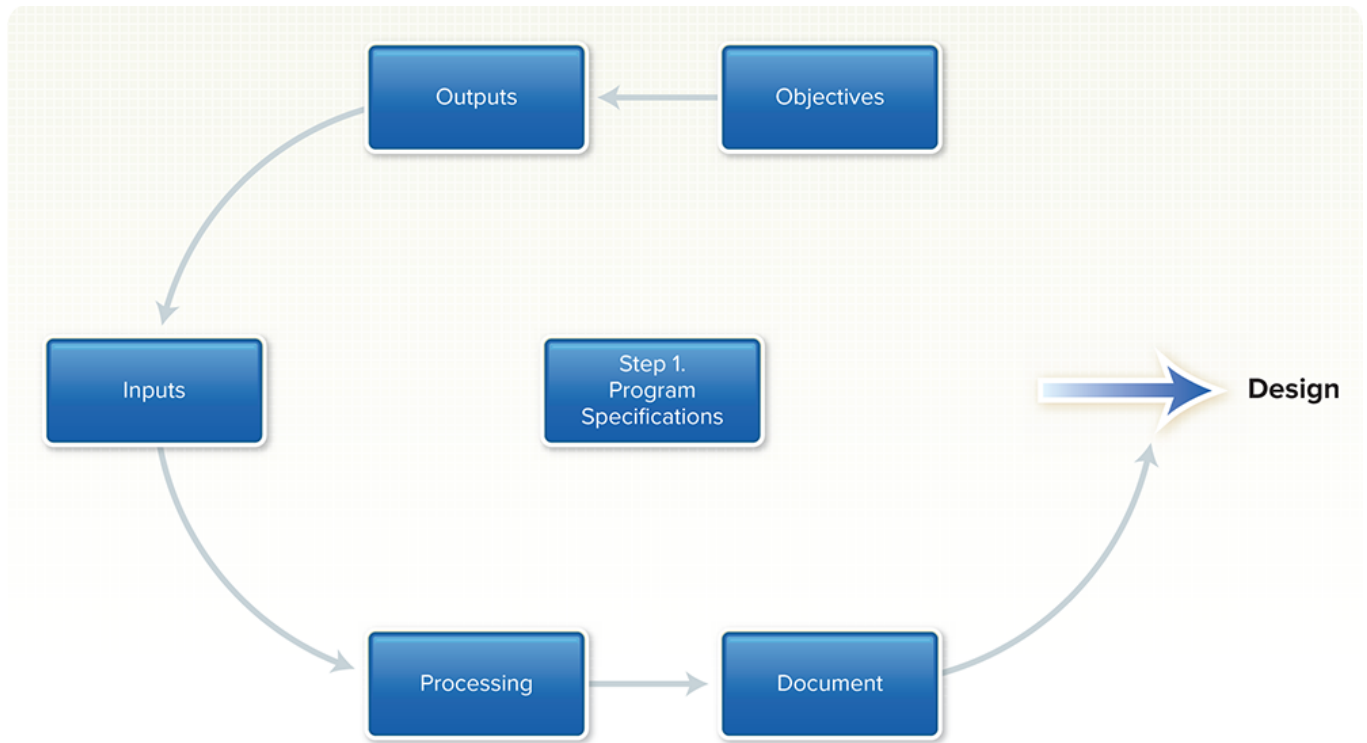 Outputs
Objectives
Inputs
Step 1.
Program
Specifications
Design
Processing
Document